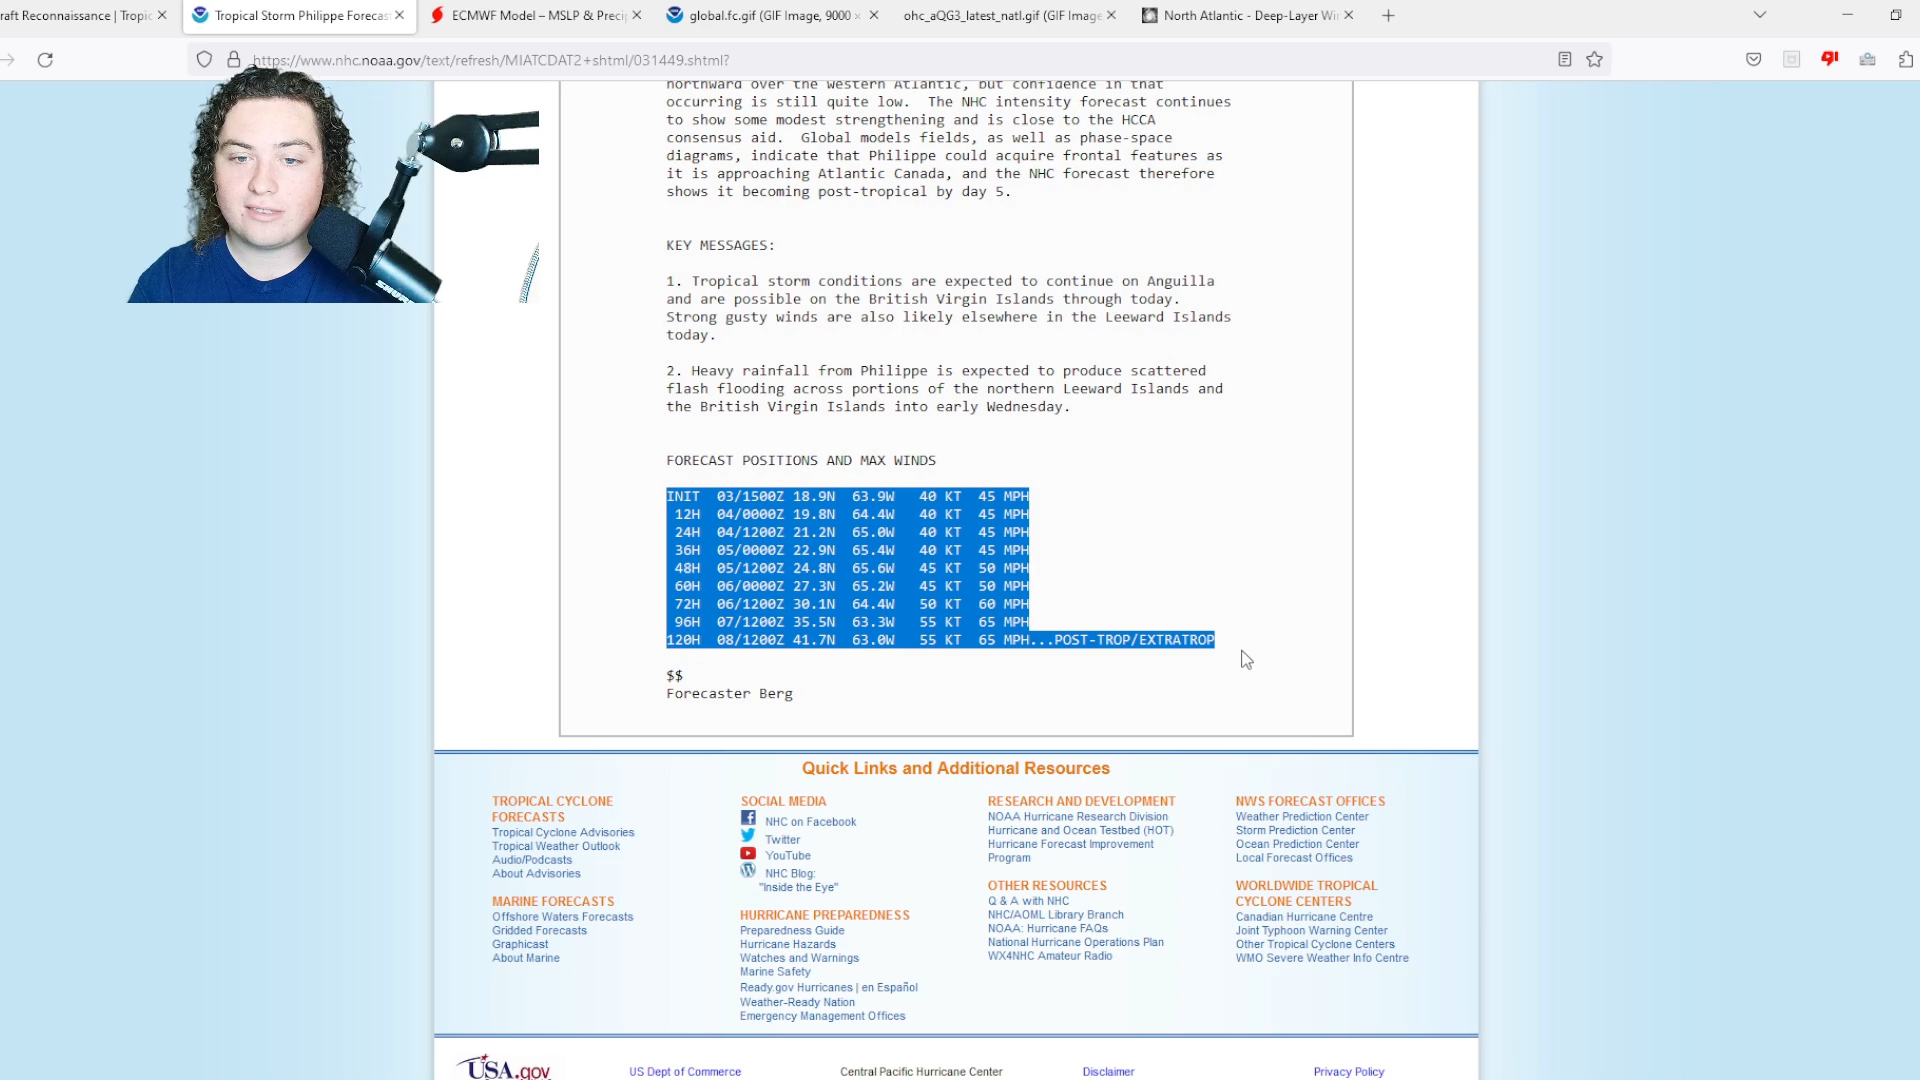 raft Reconnaissance | Tropic
Tropical Storm Philippe Forecas
ECMWF Model – MSLP & Precip
global.fc.gif (GIF Image, 9000 ×
ohc_aQG3_latest_natl.gif (GIF Imag
North Atlantic - Deep-Layer Wi
https://www.nhc.noaa.gov/text/refresh/MIATCDAT2+shtml/031449.shtml?
northward over the western Atlantic, but confidence in that
occurring is still quite low. The NHC intensity forecast continues
to show some modest strengthening and is close to the HCCA
consensus aid. Global models fields, as well as phase-space
diagrams, indicate that Philippe could acquire frontal features as
it is approaching Atlantic Canada, and the NHC forecast therefore
shows it becoming post-tropical by day 5.
KEY MESSAGES:
1. Tropical storm conditions are expected to continue on Anguilla
and are possible on the British Virgin Islands through today.
Strong gusty winds are also likely elsewhere in the Leeward Islands
today.
2. Heavy rainfall from Philippe is expected to produce scattered
flash flooding across portions of the northern Leeward Islands and
the British Virgin Islands into early Wednesday.
FORECAST POSITIONS AND MAX WINDS
INIT 03/1500Z 18.9N 63.9W 40 KT 45 MPH
12H 04/0000Z 19.8N 64.4W 40 KT 45 MPH
24H 04/1200Z 21.2N 65.0W 40 KT 45 MPH
36H 05/0000Z 22.9N 65.4W 40 KT 45 MPH
48H 05/1200Z 24.8N 65.6W 45 KT 50 MPH
60H 06/0000Z 27.3N 65.2W 45 KT 50 MPH
72H 06/1200Z 30.1N 64.4W 50 KT 60 MPH
96H 07/1200Z 35.5N 63.3W 55 KT 65 MPH
120H 08/1200Z 41.7N 63.0W 55 KT 65 MPH...POST-TROP/EXTRATROP
$$
Forecaster Berg
Quick Links and Additional Resources
TROPICAL CYCLONE
FORECASTS
Tropical Cyclone Advisories
Tropical Weather Outlook
Audio/Podcasts
About Advisories
MARINE FORECASTS
Offshore Waters Forecasts
Gridded Forecasts
Graphicast
About Marine
SOCIAL MEDIA
NHC on Facebook
Twitter
YouTube
NHC Blog:
"Inside the Eye"
HURRICANE PREPAREDNESS
Preparedness Guide
Hurricane Hazards
Watches and Warnings
Marine Safety
Ready.gov Hurricanes | en Español
Weather-Ready Nation
Emergency Management Offices
RESEARCH AND DEVELOPMENT
NOAA Hurricane Research Division
Hurricane and Ocean Testbed (HOT)
Hurricane Forecast Improvement
Program
OTHER RESOURCES
Q & A with NHC
NHC/AOML Library Branch
NOAA: Hurricane FAQs
National Hurricane Operations Plan
WX4NHC Amateur Radio
NWS FORECAST OFFICES
Weather Prediction Center
Storm Prediction Center
Ocean Prediction Center
Local Forecast Offices
WORLDWIDE TROPICAL
CYCLONE CENTERS
Canadian Hurricane Centre
Joint Typhoon Warning Center
Other Tropical Cyclone Centers
WMO Severe Weather Info Centre
USA.gov
US Dept of Commerce
Central Pacific Hurricane Center
Disclaimer
Privacy Policy